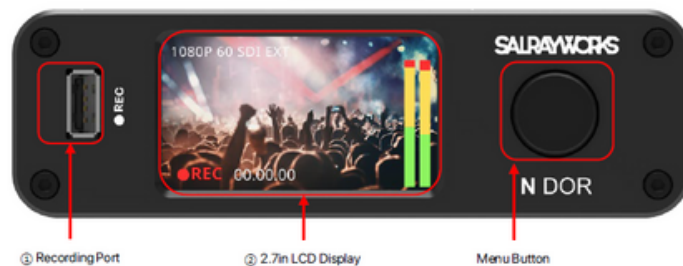 1080P 60 SDI EXT
SALRAYWORKS
●REC
●REC 00:00.00
N DOR
① Recording Port
② 2.7in LCD Display
Menu Button